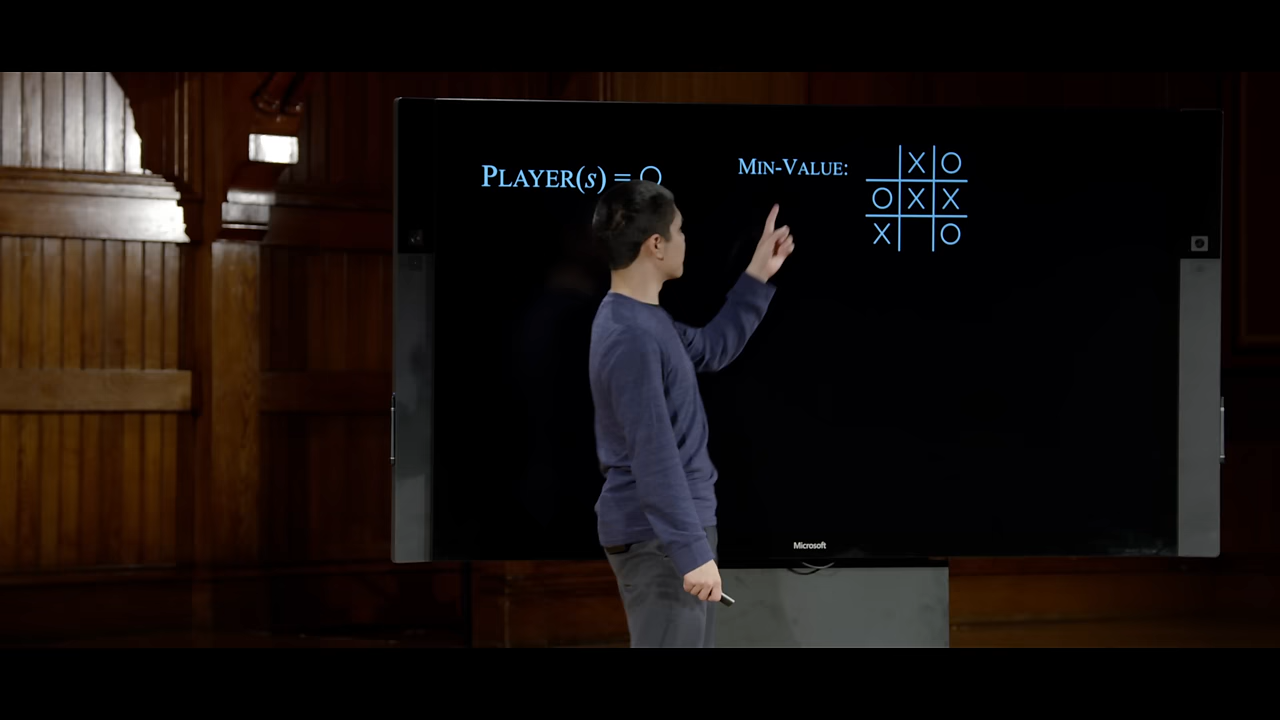 PLAYER(s) = O
MIN-VALUE:
X O
O X X
X O
Microsoft